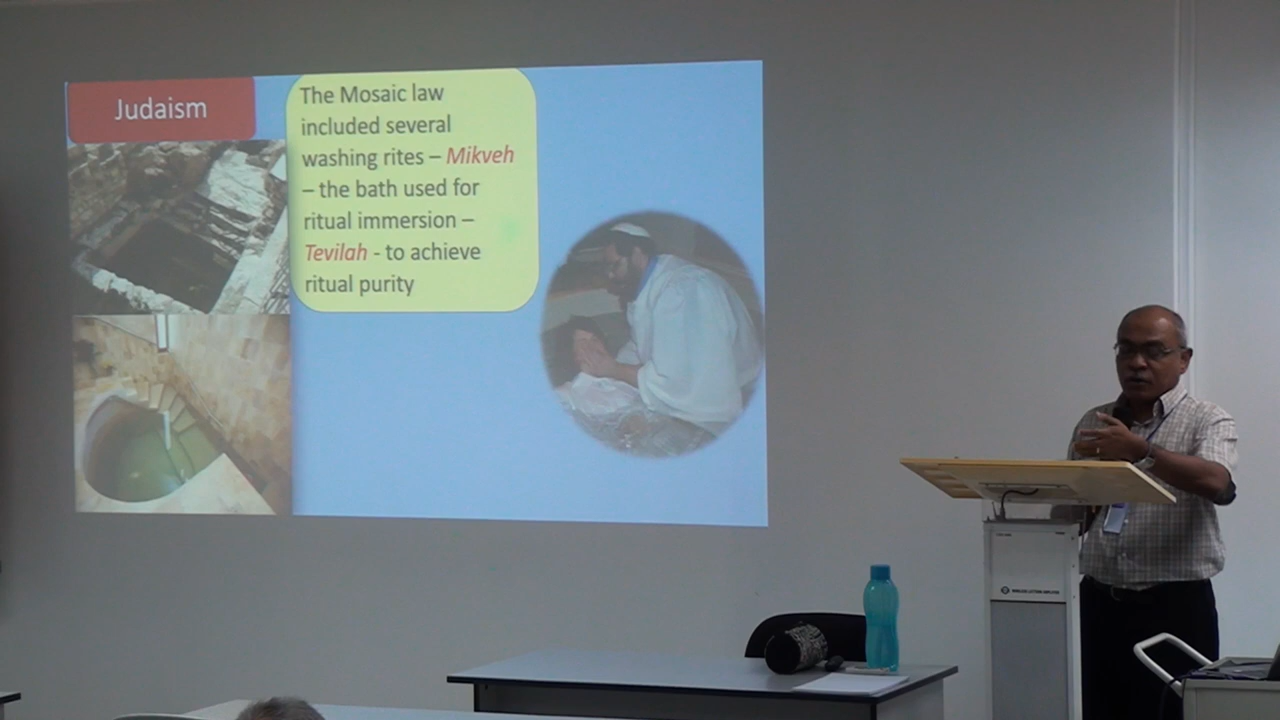 Judaism
The Mosaic law
included several
washing rites – Mikveh
– the bath used for
ritual immersion –
Tevilah - to achieve
ritual purity